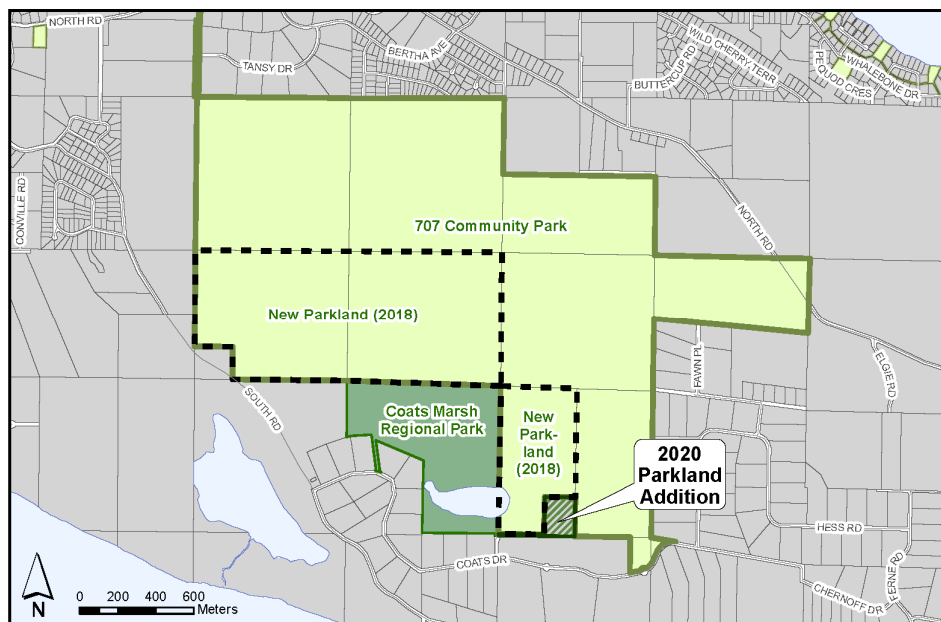 NORTH RD
TANSY DR
BERTHA AVE
WILD CHERRY TERR
BUTTERCUP RD
PEQUOD CRES
WHALEBONE DR
CONVILLE RD
707 Community Park
NORTH RD
New Parkland (2018)
SOUTH RD
FAWN PL
ELGIE RD
Coats Marsh
Regional Park
New
Park-
land
(2018)
2020
Parkland
Addition
HESS RD
COATS DR
CHERNOFF DR
FERNE RD
N
0 200 400 600
Meters